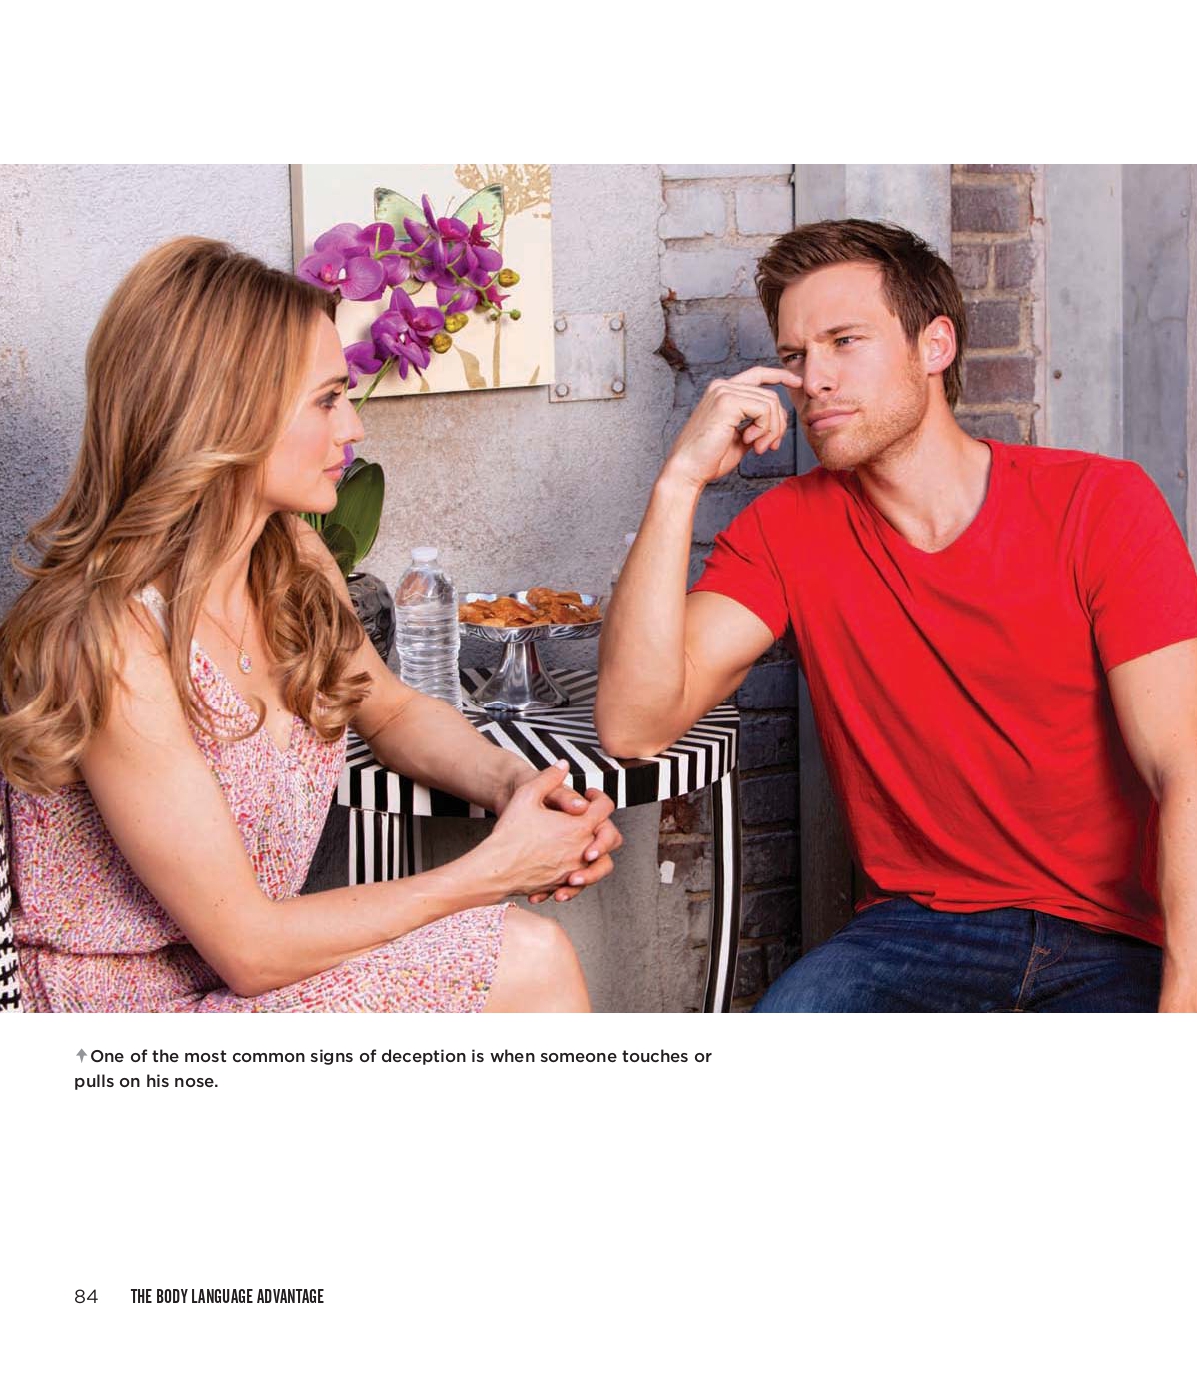 One of the most common signs of deception is when someone touches or
pulls on his nose.
84 THE BODY LANGUAGE ADVANTAGE